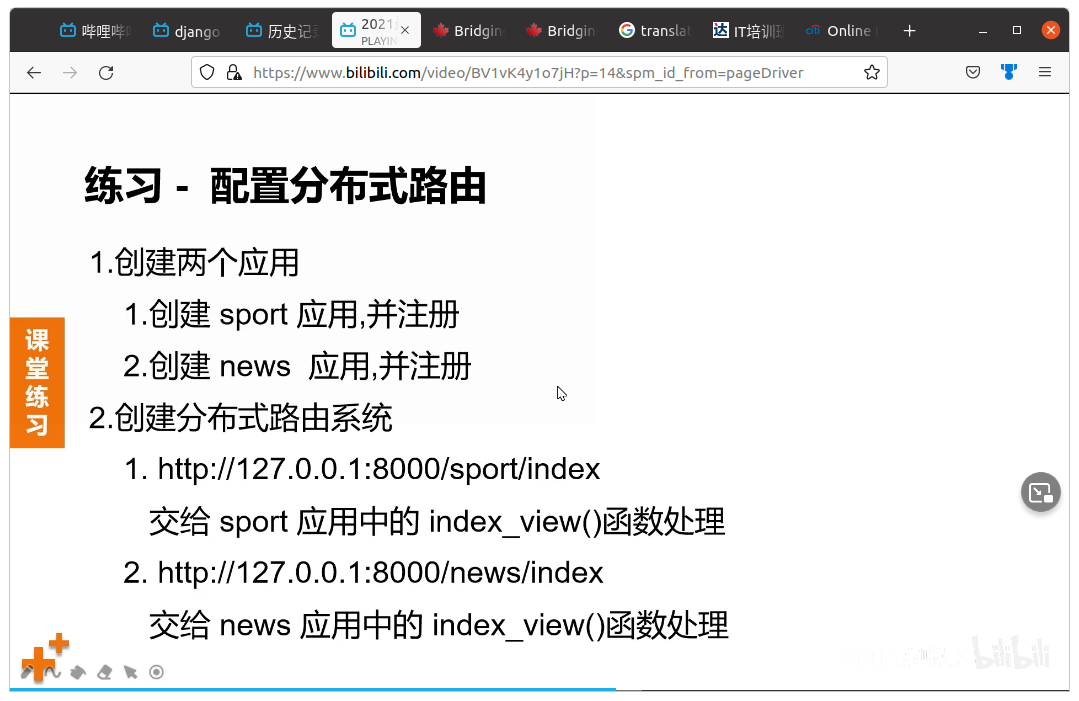 哔哩哔哩
django
历史记录
2021
PLAYIN
Bridgin
Bridgin
translat
IT培训班
citi
Online
https://www.bilibili.com/video/BV1vK4y1o7jH?p=14&spm_id_from=pageDriver
练习 - 配置分布式路由
1.创建两个应用
1.创建 sport 应用,并注册
2.创建 news 应用,并注册
2.创建分布式路由系统
1. http://127.0.0.1:8000/sport/index
交给 sport 应用中的 index_view()函数处理
2. http://127.0.0.1:8000/news/index
交给 news 应用中的 index_view()函数处理
课堂练习
bilibili